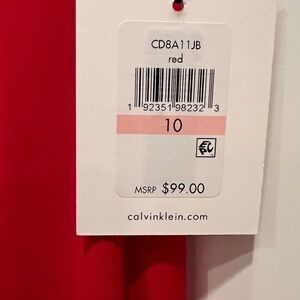 CD8A11JB
red
1 92351 98232 3
10
MSRP $99.00
calvinklein.com